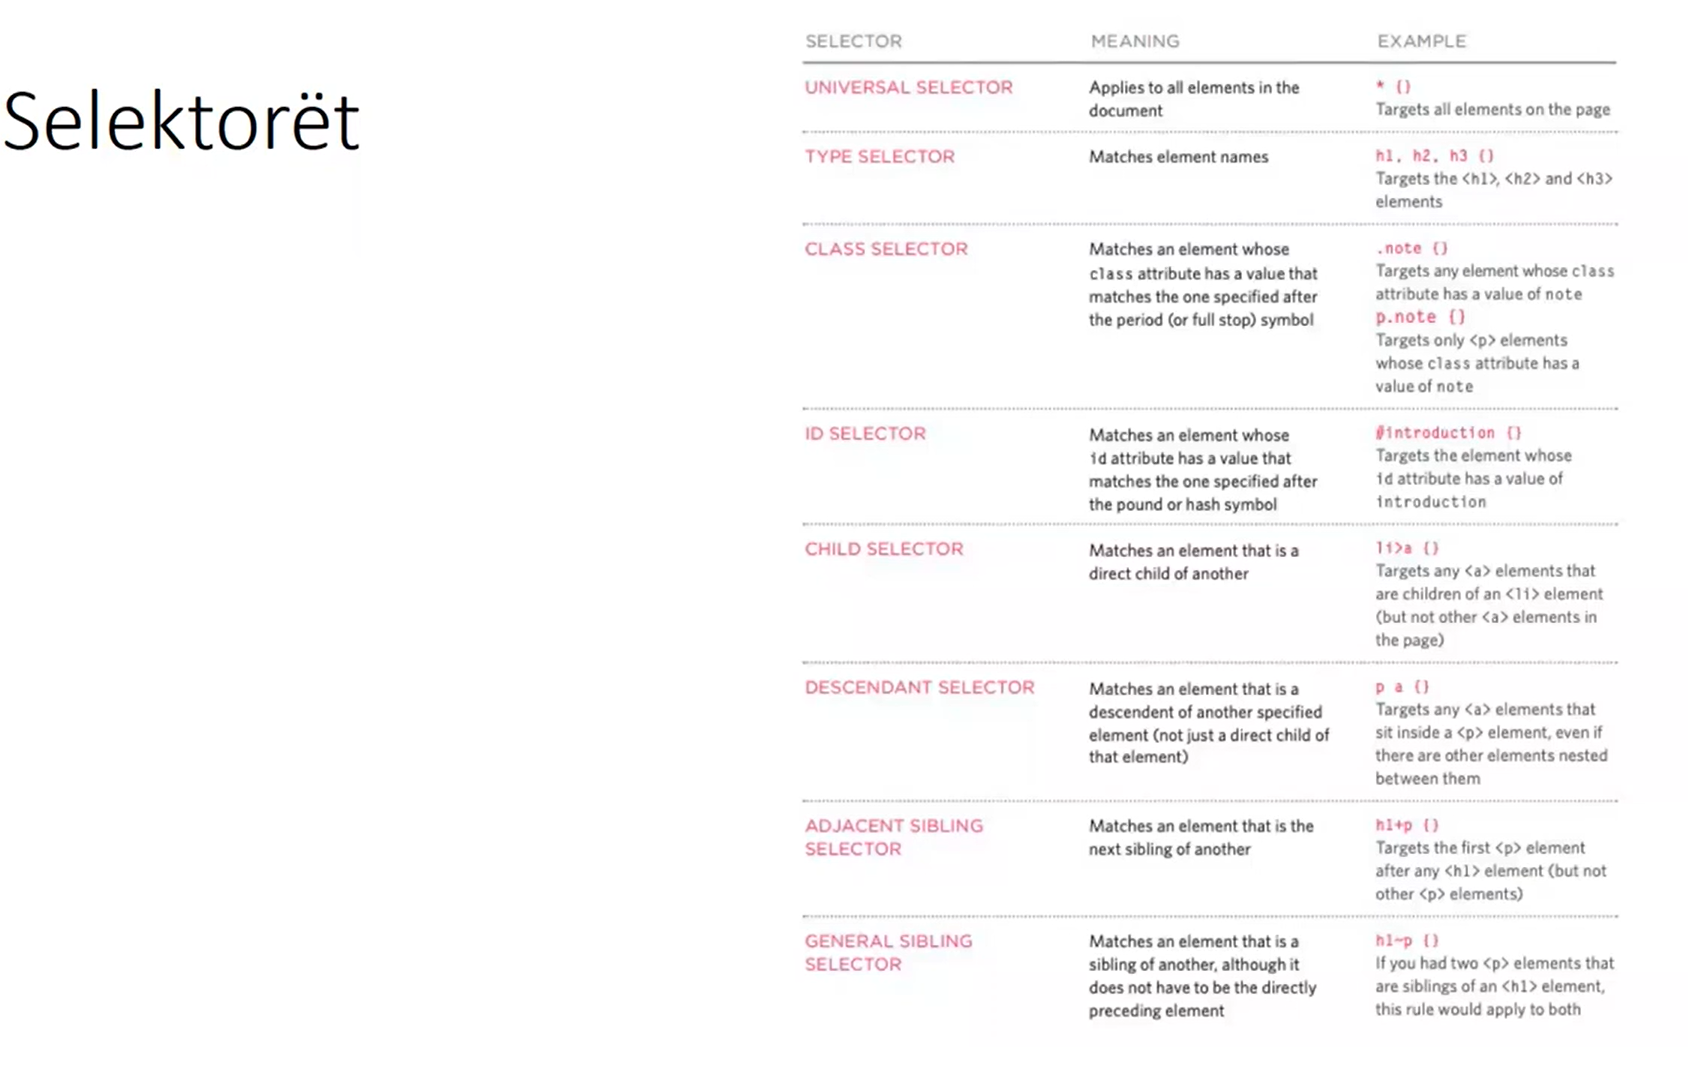 Selektorët
SELECTOR MEANING EXAMPLE
UNIVERSAL SELECTOR
Applies to all elements in the
document
* {}
Targets all elements on the page
TYPE SELECTOR
Matches element names
h1, h2, h3 {}
Targets the <h1>, <h2> and <h3>
elements
CLASS SELECTOR
Matches an element whose
class attribute has a value that
matches the one specified after
the period (or full stop) symbol
.note {}
Targets any element whose class
attribute has a value of note
p.note {}
Targets only <p> elements
whose class attribute has a
value of note
ID SELECTOR
Matches an element whose
id attribute has a value that
matches the one specified after
the pound or hash symbol
#introduction {}
Targets the element whose
id attribute has a value of
introduction
CHILD SELECTOR
Matches an element that is a
direct child of another
li>a {}
Targets any <a> elements that
are children of an <li> element
(but not other <a> elements in
the page)
DESCENDANT SELECTOR
Matches an element that is a
descendent of another specified
element (not just a direct child of
that element)
p a {}
Targets any <a> elements that
sit inside a <p> element, even if
there are other elements nested
between them
ADJACENT SIBLING
SELECTOR
Matches an element that is the
next sibling of another
h1+p {}
Targets the first <p> element
after any <h1> element (but not
other <p> elements)
GENERAL SIBLING
SELECTOR
Matches an element that is a
sibling of another, although it
does not have to be the directly
preceding element
h1~p {}
If you had two <p> elements that
are siblings of an <h1> element,
this rule would apply to both